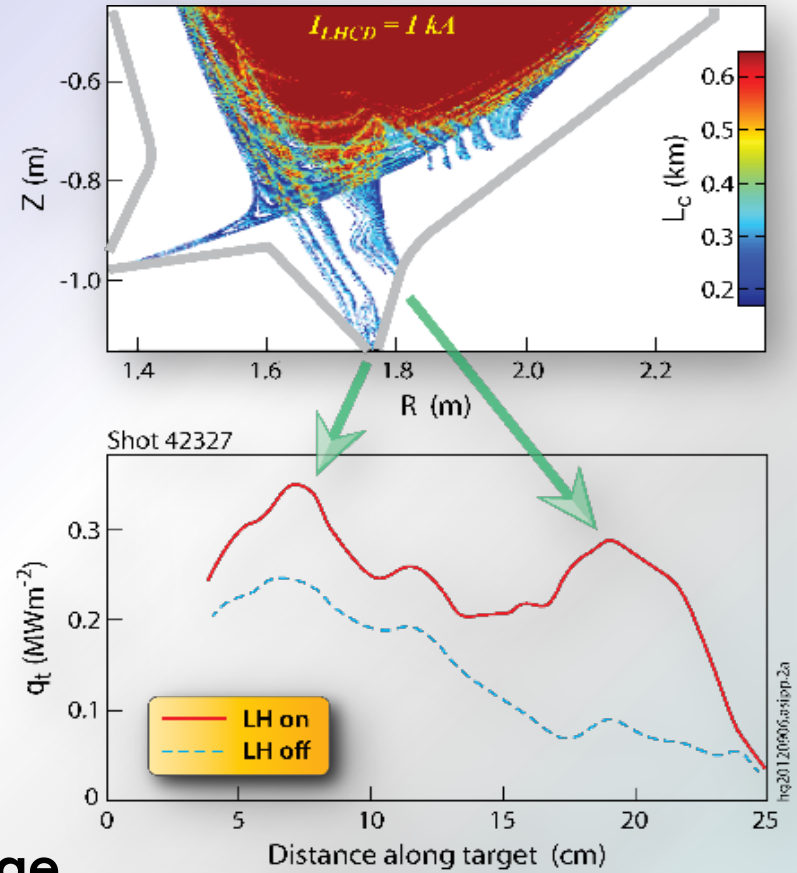 I_LHCD = 1 kA
-0.6
-0.8
-1.0
Z (m)
0.6
0.5
0.4
0.3
0.2
L_C (km)
1.4 1.6 1.8 2.0 2.2
R (m)
Shot 42327
0.3
0.2
0.1
0
q_t (MWm^-2)
LH on
LH off
0 5 10 15 20 25
Distance along target (cm)
hg20120906.asipp.2a